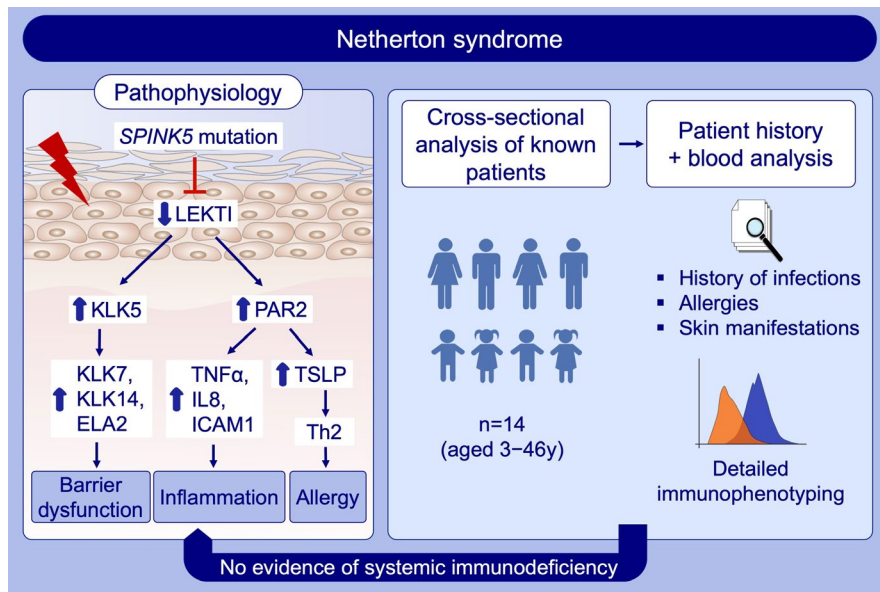 Netherton syndrome
Pathophysiology
SPINK5 mutation
LEKTI
KLK5
PAR2
KLK7,
KLK14,
ELA2
TNFα,
IL8,
ICAM1
TSLP
Th2
Barrier
dysfunction
Inflammation
Allergy
Cross-sectional
analysis of known
patients
Patient history
+ blood analysis
n=14
(aged 3–46y)
▪ History of infections
▪ Allergies
▪ Skin manifestations
Detailed
immunophenotyping
No evidence of systemic immunodeficiency